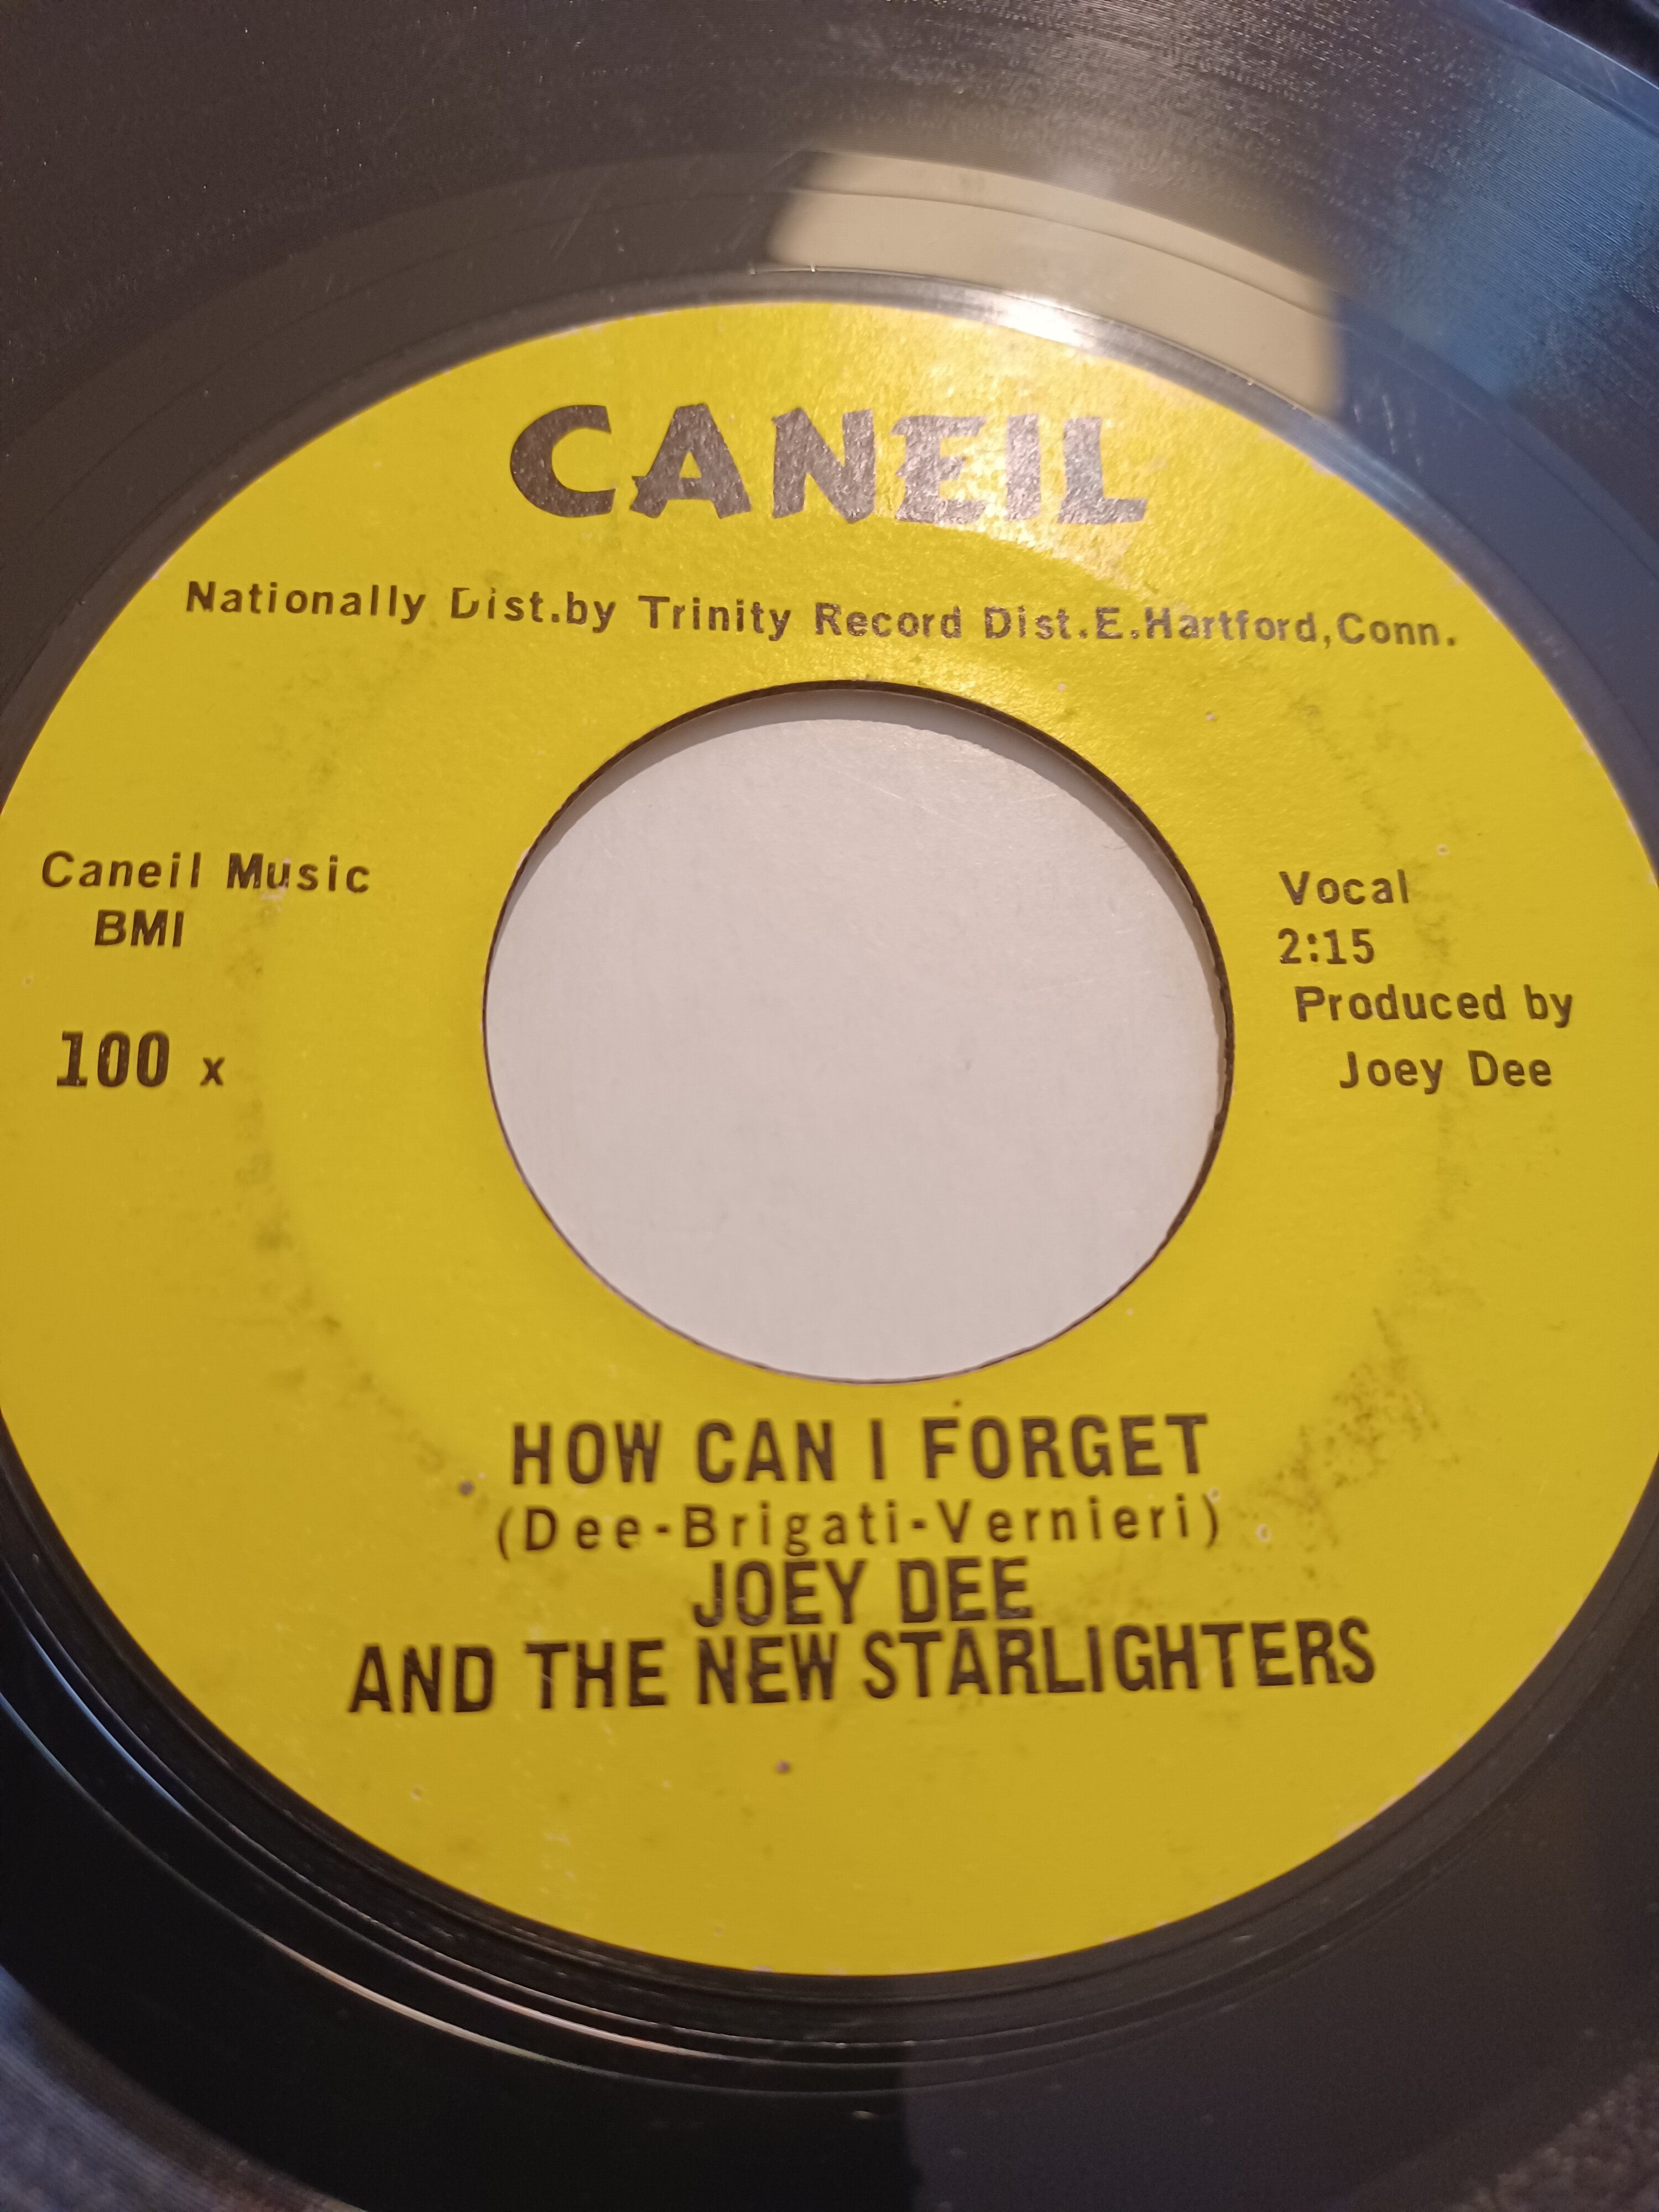 CANEIL
Nationally Dist.by Trinity Record Dist.E.Hartford,Conn.
Caneil Music
BMI
100 x
Vocal
2:15
Produced by
Joey Dee
HOW CAN I FORGET
(Dee-Brigati-Vernieri)
JOEY DEE
AND THE NEW STARLIGHTERS